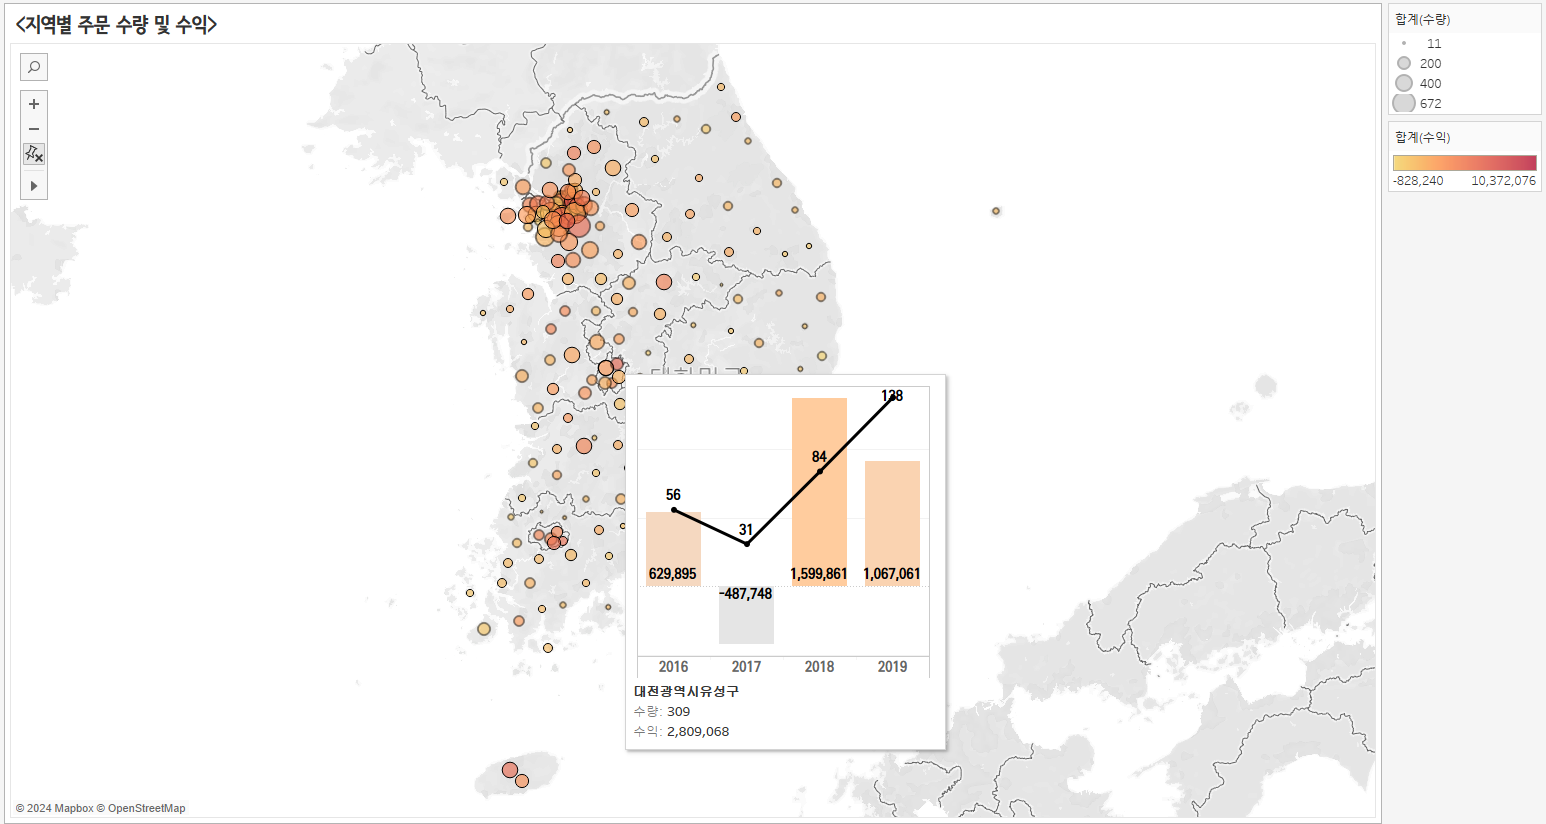 <지역별 주문 수량 및 수익>
합계(수량)
11
200
400
672
합계(수익)
-828,240 10,372,076
138
84
56
31
629,895
-487,748
1,599,861
1,067,061
2016 2017 2018 2019
대전광역시유성구
수량: 309
수익: 2,809,068
© 2024 Mapbox © OpenStreetMap